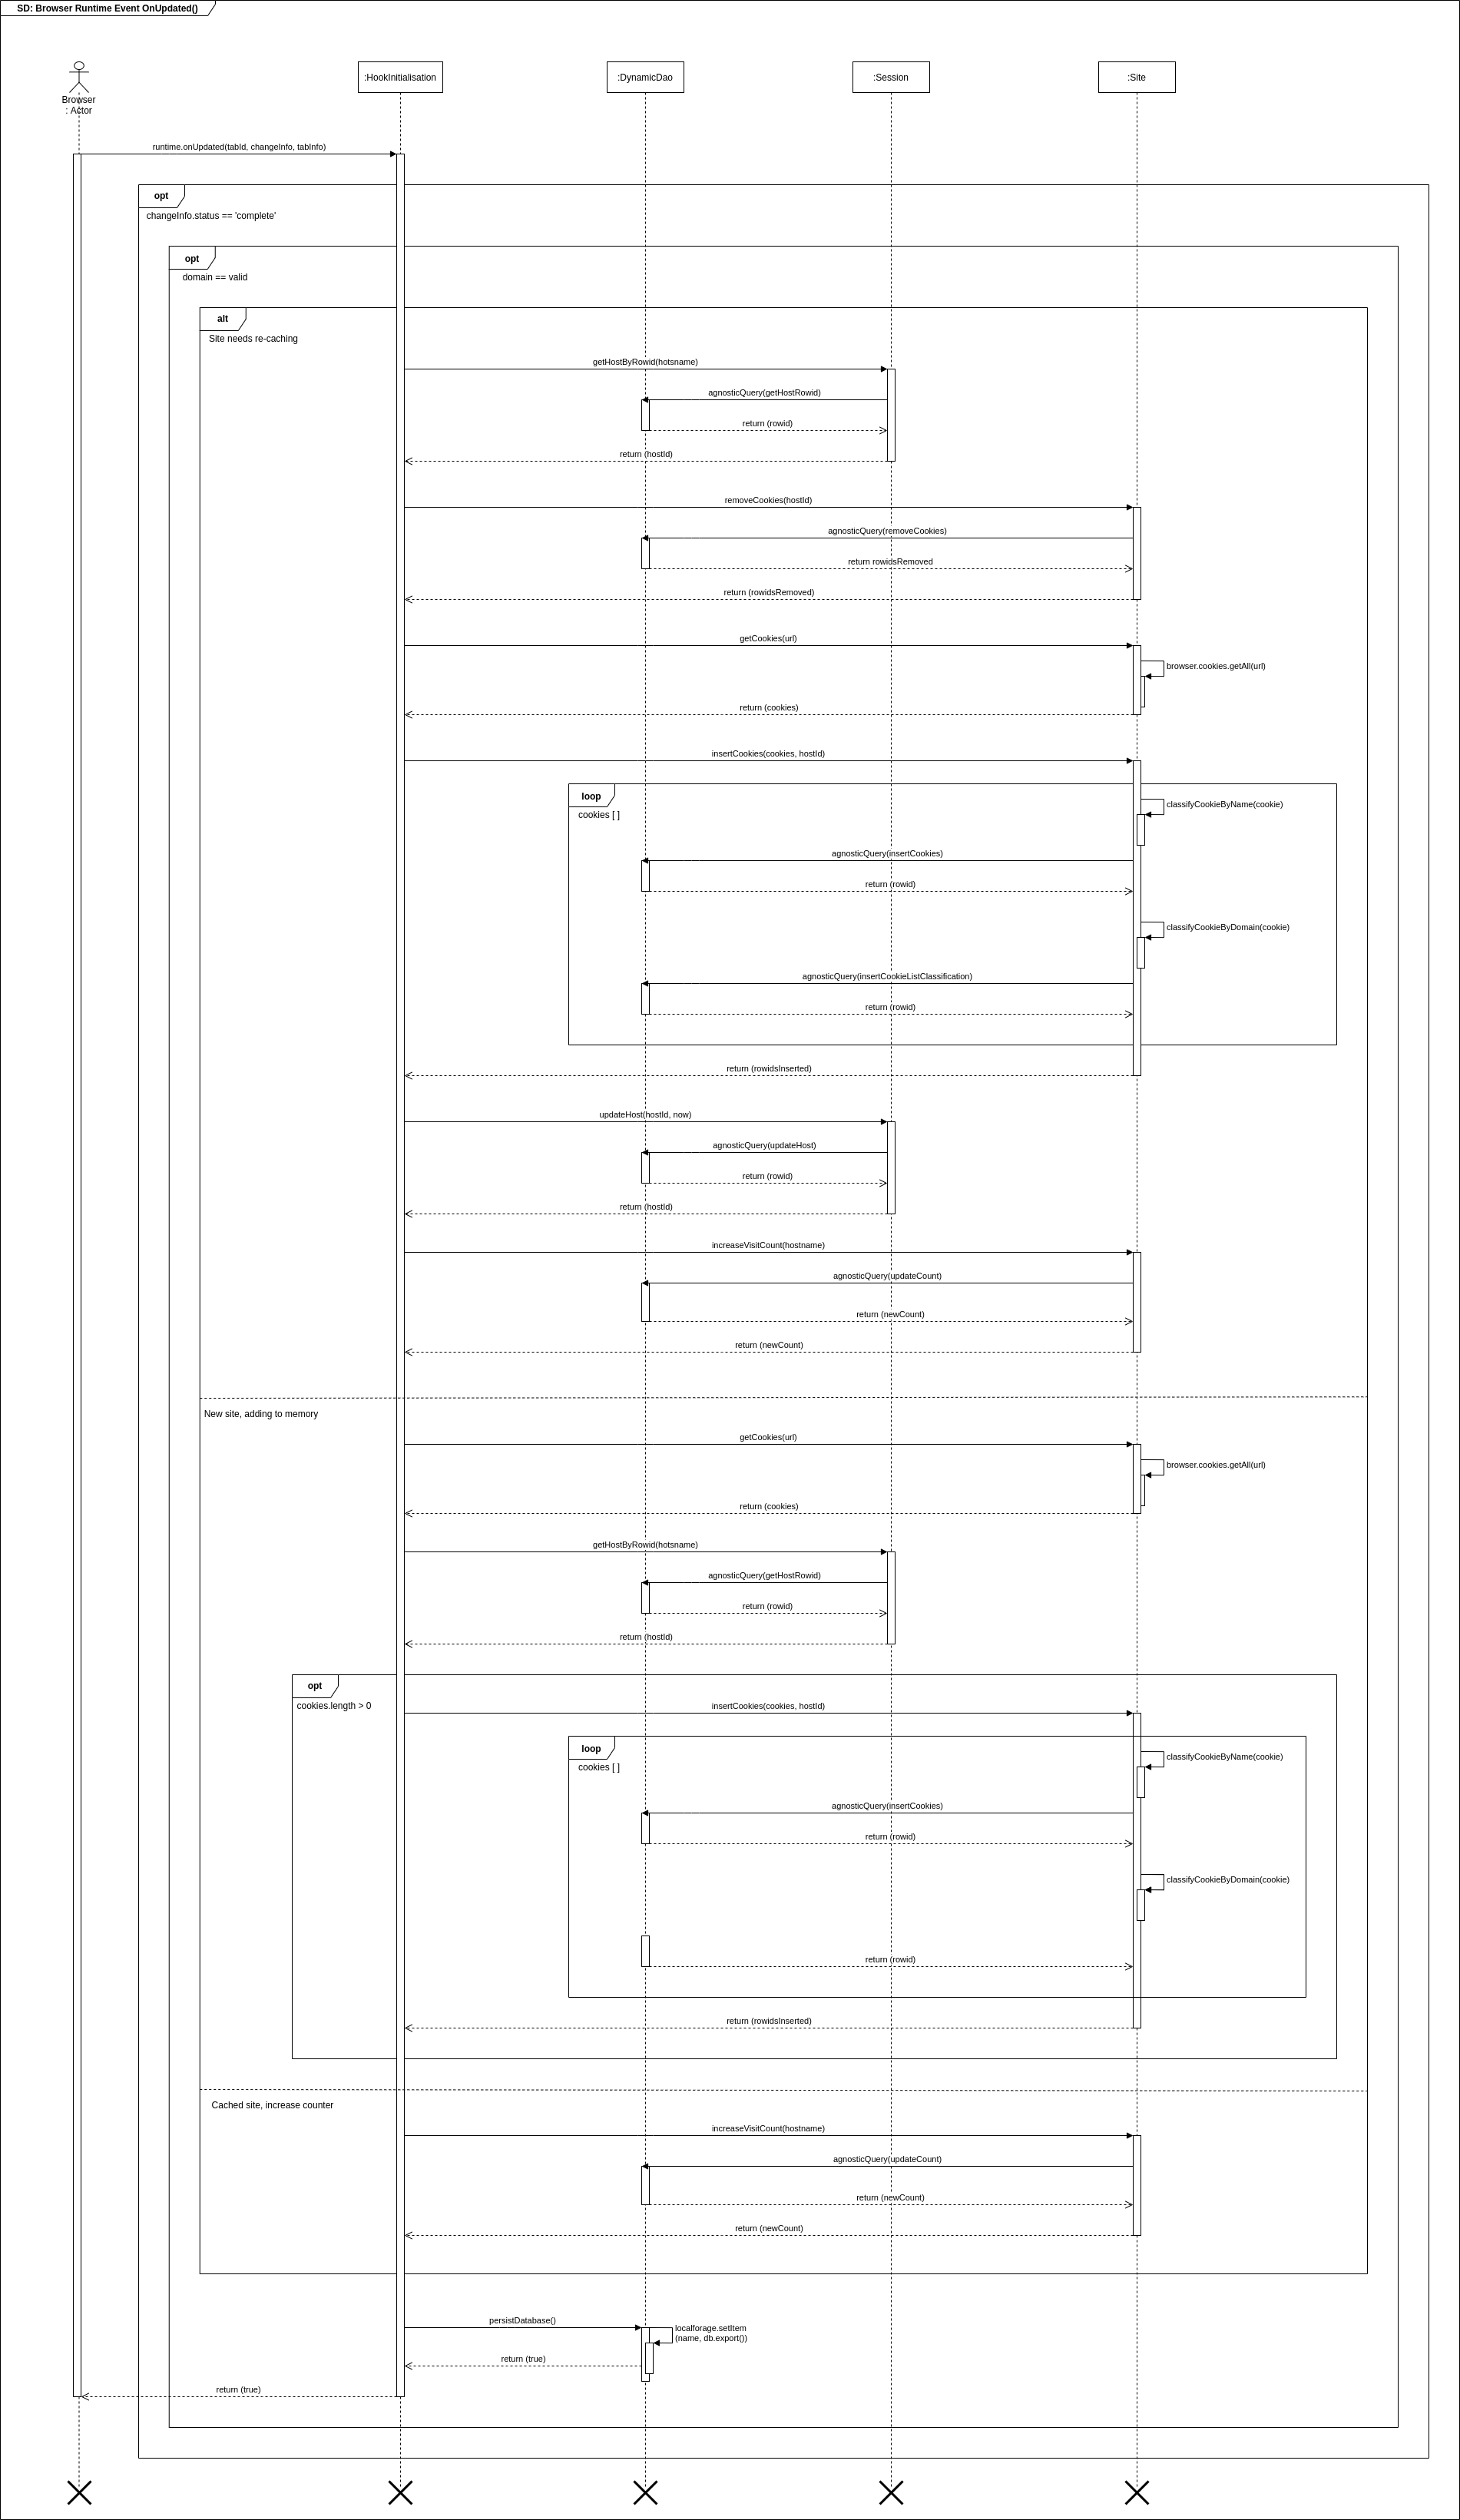 SD: Browser Runtime Event OnUpdated()
Browser
: Actor
:HookInitialisation
:DynamicDao
:Session
:Site
runtime.onUpdated(tabId, changeInfo, tabInfo)
opt
changeInfo.status == 'complete'
opt
domain == valid
alt
Site needs re-caching
getHostByRowid(hotsname)
agnosticQuery(getHostRowid)
return (rowid)
return (hostId)
removeCookies(hostId)
agnosticQuery(removeCookies)
return rowidsRemoved
return (rowidsRemoved)
getCookies(url)
browser.cookies.getAll(url)
return (cookies)
insertCookies(cookies, hostId)
loop
cookies [ ]
classifyCookieByName(cookie)
agnosticQuery(insertCookies)
return (rowid)
classifyCookieByDomain(cookie)
agnosticQuery(insertCookieListClassification)
return (rowid)
return (rowidsInserted)
updateHost(hostId, now)
agnosticQuery(updateHost)
return (rowid)
return (hostId)
increaseVisitCount(hostname)
agnosticQuery(updateCount)
return (newCount)
return (newCount)
New site, adding to memory
getCookies(url)
browser.cookies.getAll(url)
return (cookies)
getHostByRowid(hotsname)
agnosticQuery(getHostRowid)
return (rowid)
return (hostId)
opt
cookies.length > 0
insertCookies(cookies, hostId)
loop
cookies [ ]
classifyCookieByName(cookie)
agnosticQuery(insertCookies)
return (rowid)
classifyCookieByDomain(cookie)
return (rowid)
return (rowidsInserted)
Cached site, increase counter
increaseVisitCount(hostname)
agnosticQuery(updateCount)
return (newCount)
return (newCount)
persistDatabase()
localforage.setItem
(name, db.export())
return (true)
return (true)